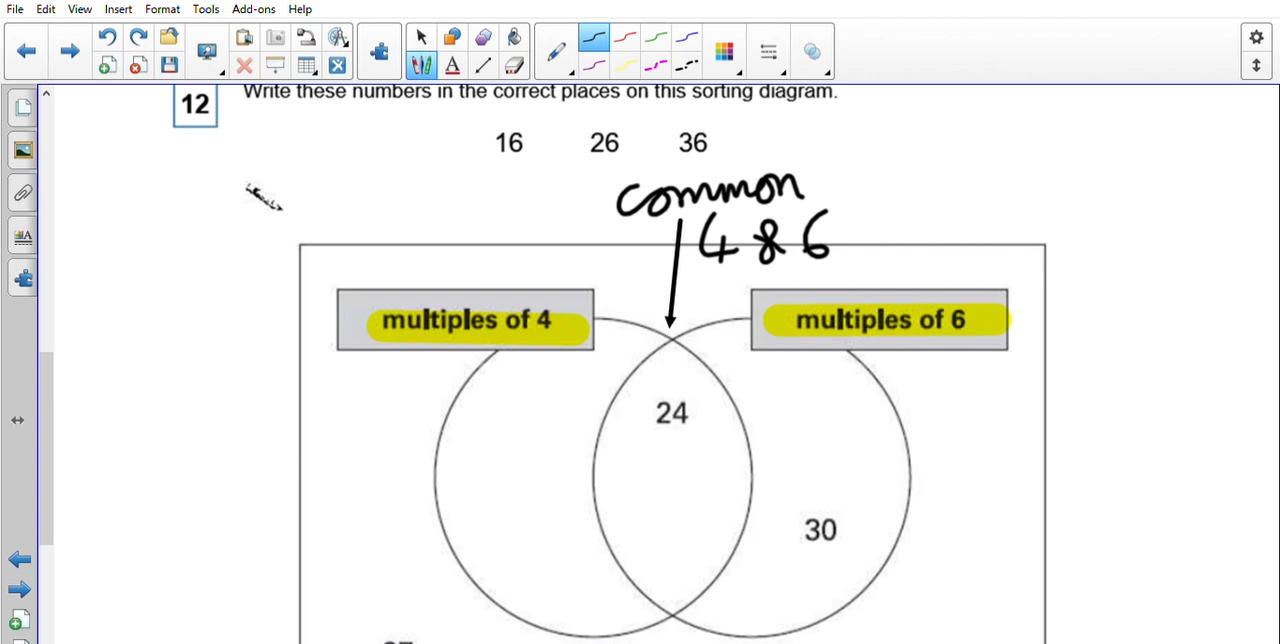 File Edit View Insert Format Tools Add-ons Help
12 Write these numbers in the correct places on this sorting diagram.
16 26 36
common
4 & 6
multiples of 4 multiples of 6
24
30